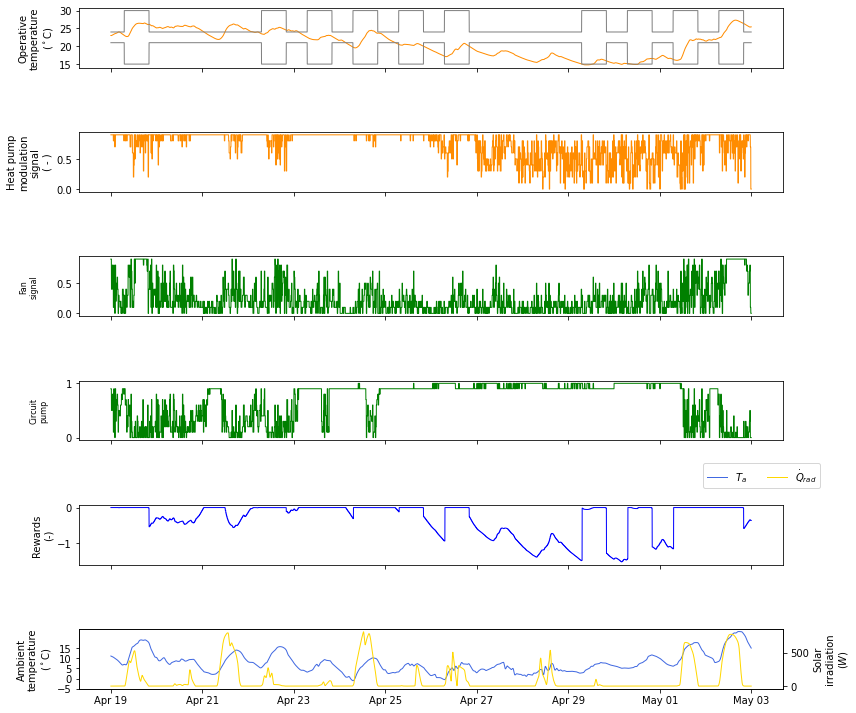 Operative
temperature
(°C)
30
25
20
15
Heat pump
modulation
signal
( - )
0.5
0.0
Fan
signal
0.5
0.0
Circuit
pump
1
0
T_a
Q̇_rad
Rewards
(-)
0
−1
Ambient
temperature
(°C)
15
10
5
0
−5
500
0
Solar
irradiation
(W)
Apr 19
Apr 21
Apr 23
Apr 25
Apr 27
Apr 29
May 01
May 03